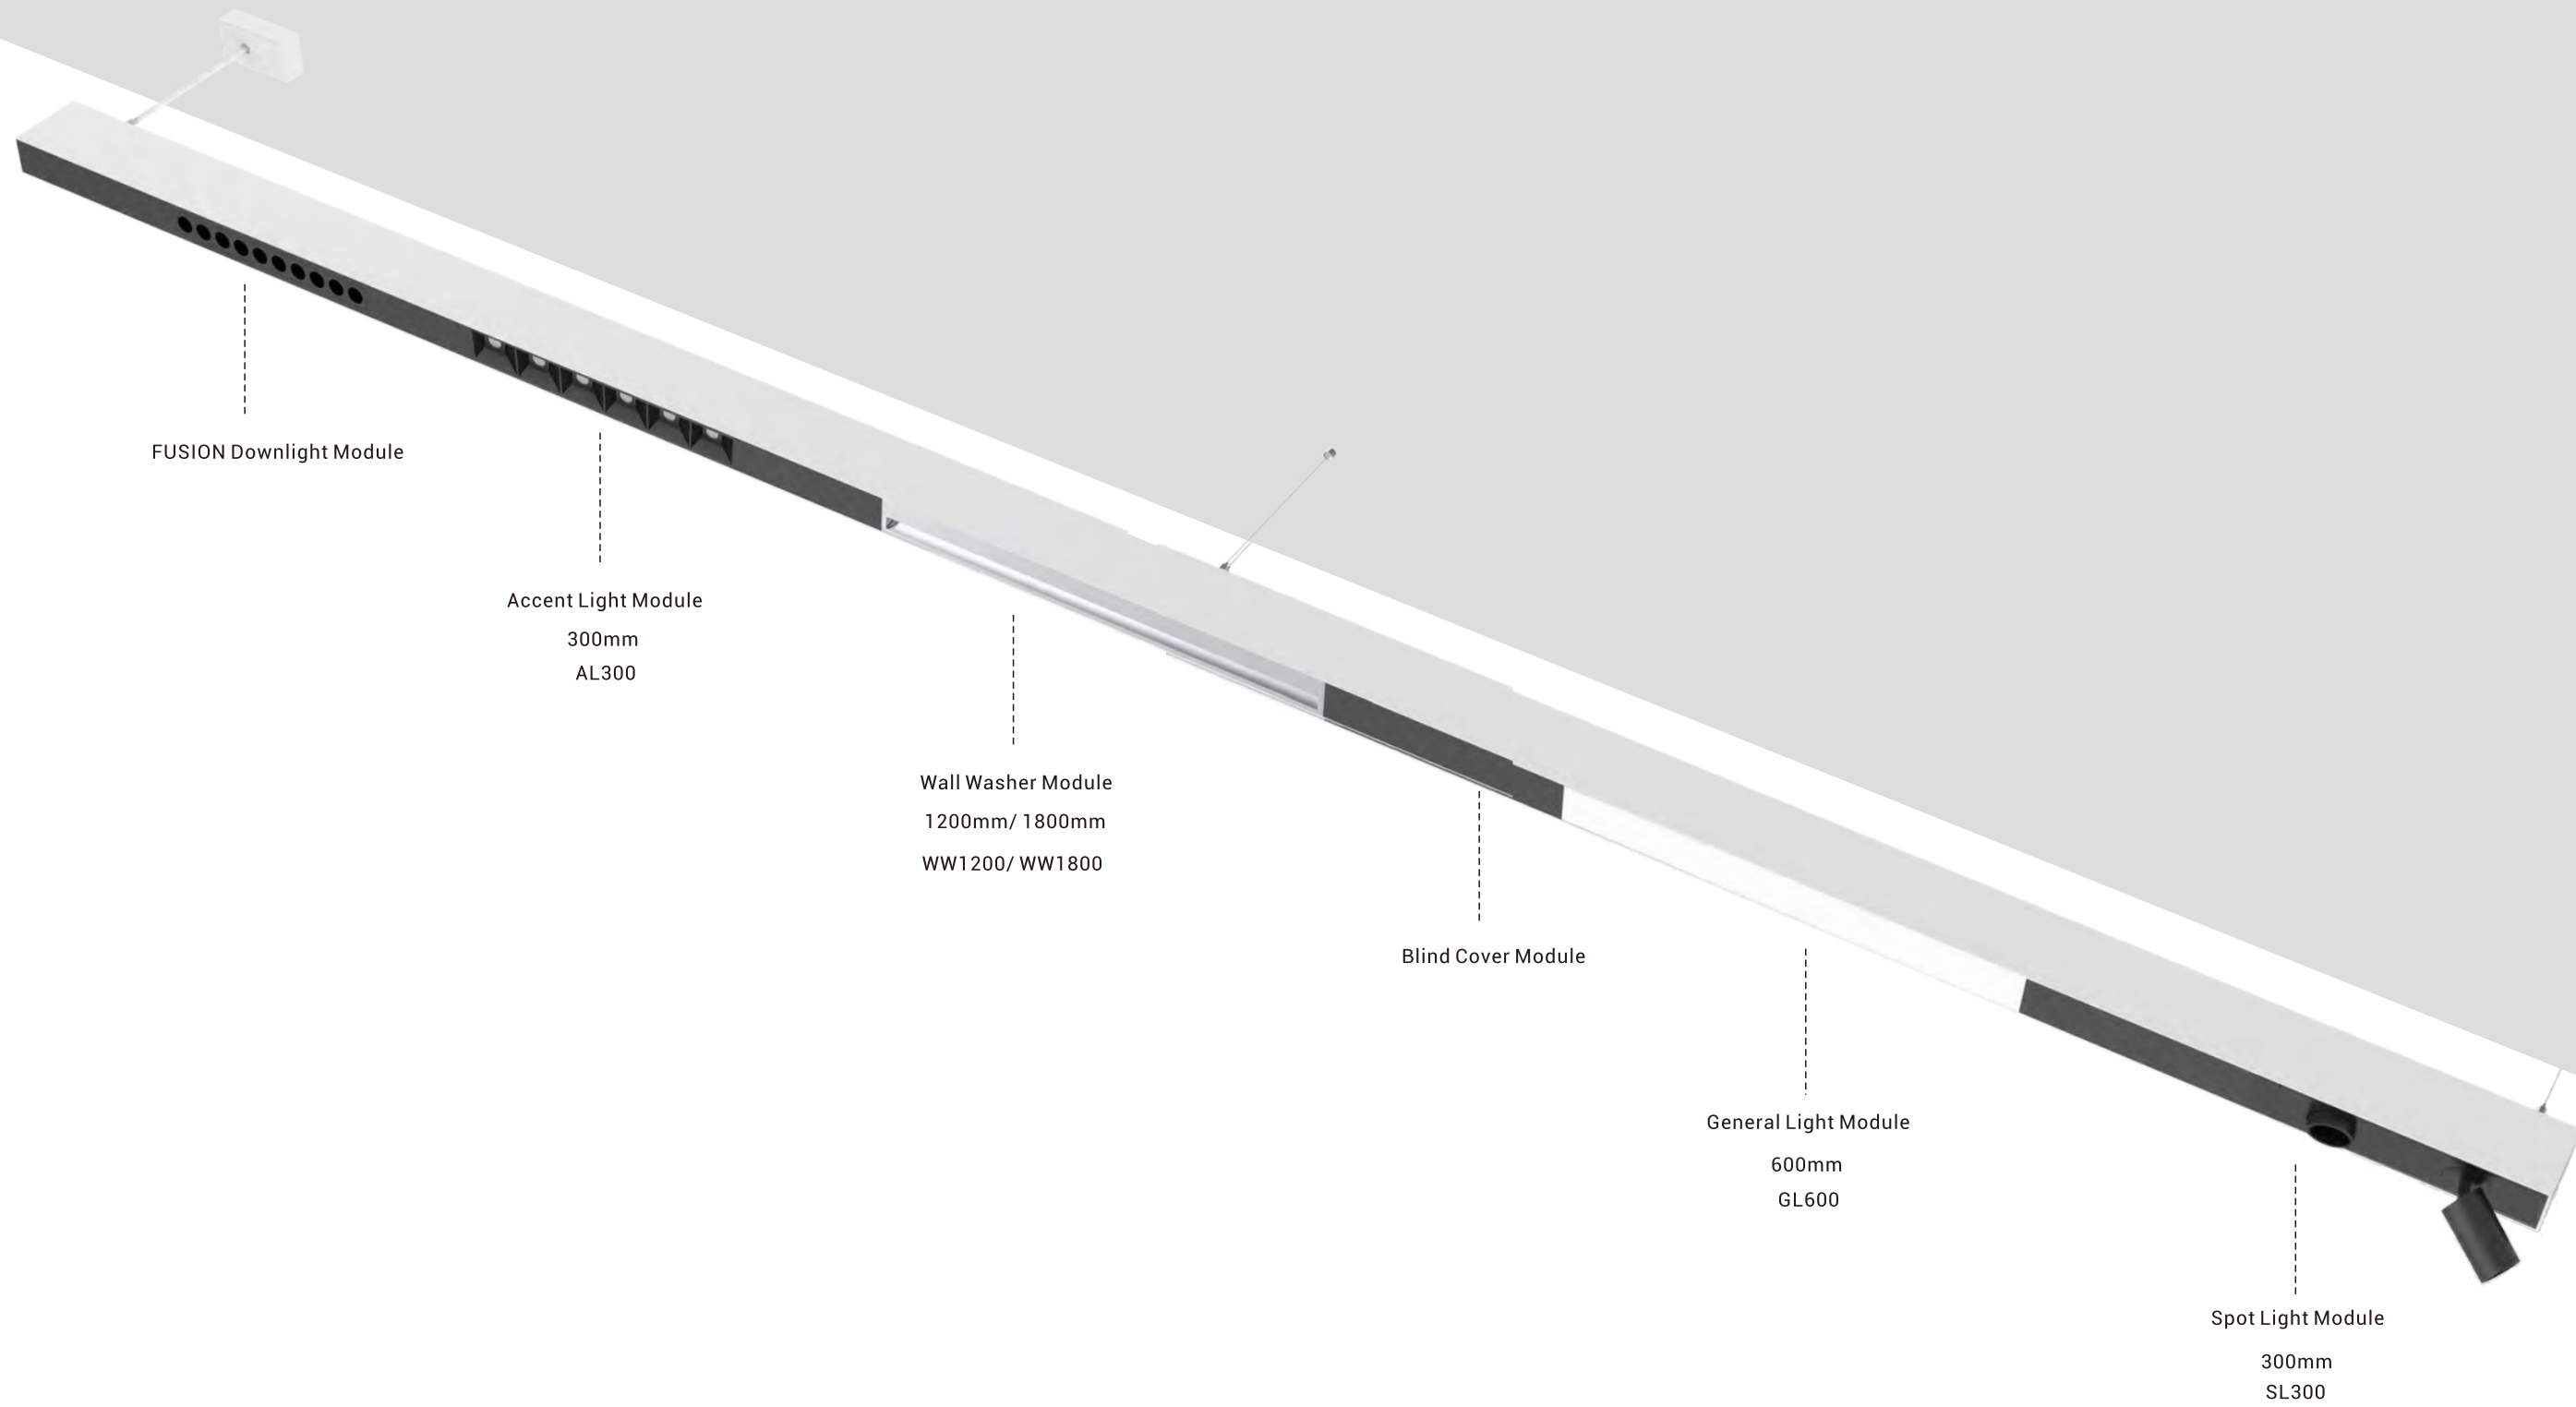 FUSION Downlight Module
Accent Light Module
300mm
AL300
Wall Washer Module
1200mm/ 1800mm
WW1200/ WW1800
Blind Cover Module
General Light Module
600mm
GL600
Spot Light Module
300mm
SL300